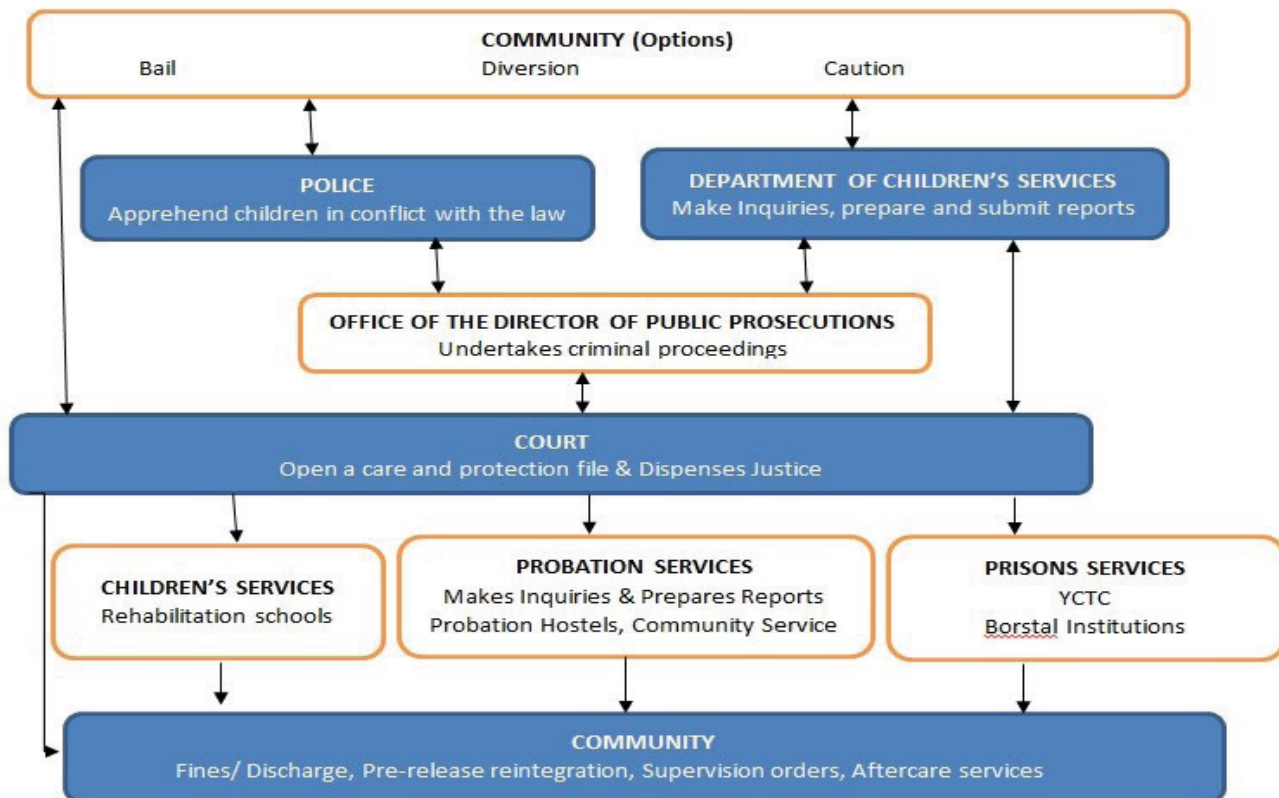 COMMUNITY (Options)
Bail Diversion Caution
POLICE
Apprehend children in conflict with the law
DEPARTMENT OF CHILDREN'S SERVICES
Make Inquiries, prepare and submit reports
OFFICE OF THE DIRECTOR OF PUBLIC PROSECUTIONS
Undertakes criminal proceedings
COURT
Open a care and protection file & Dispenses Justice
CHILDREN'S SERVICES
Rehabilitation schools
PROBATION SERVICES
Makes Inquiries & Prepares Reports
Probation Hostels, Community Service
PRISONS SERVICES
YCTC
Borstal Institutions
COMMUNITY
Fines/ Discharge, Pre-release reintegration, Supervision orders, Aftercare services